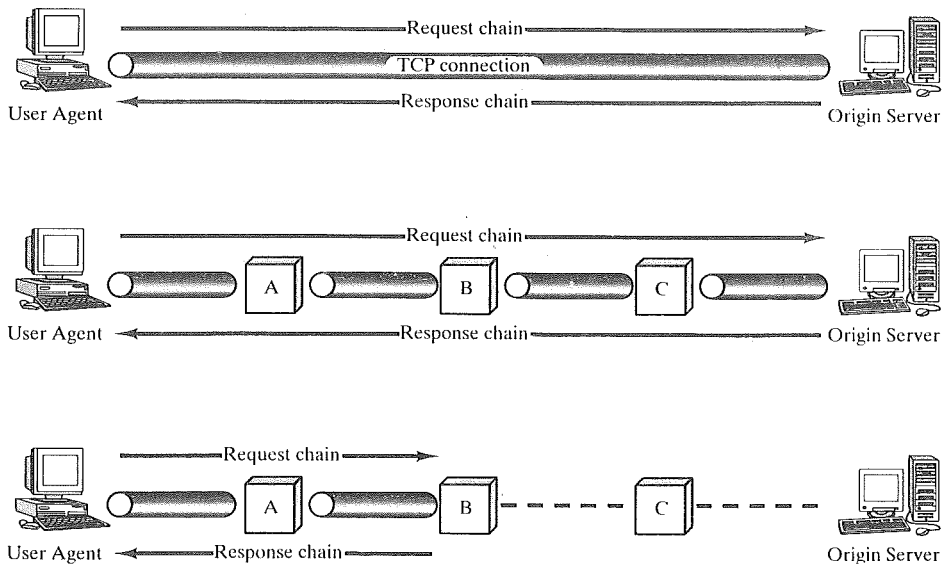 Request chain
TCP connection
Response chain
User Agent
Origin Server
Request chain
A
B
C
Response chain
User Agent
Origin Server
Request chain
A
B
C
Response chain
User Agent
Origin Server